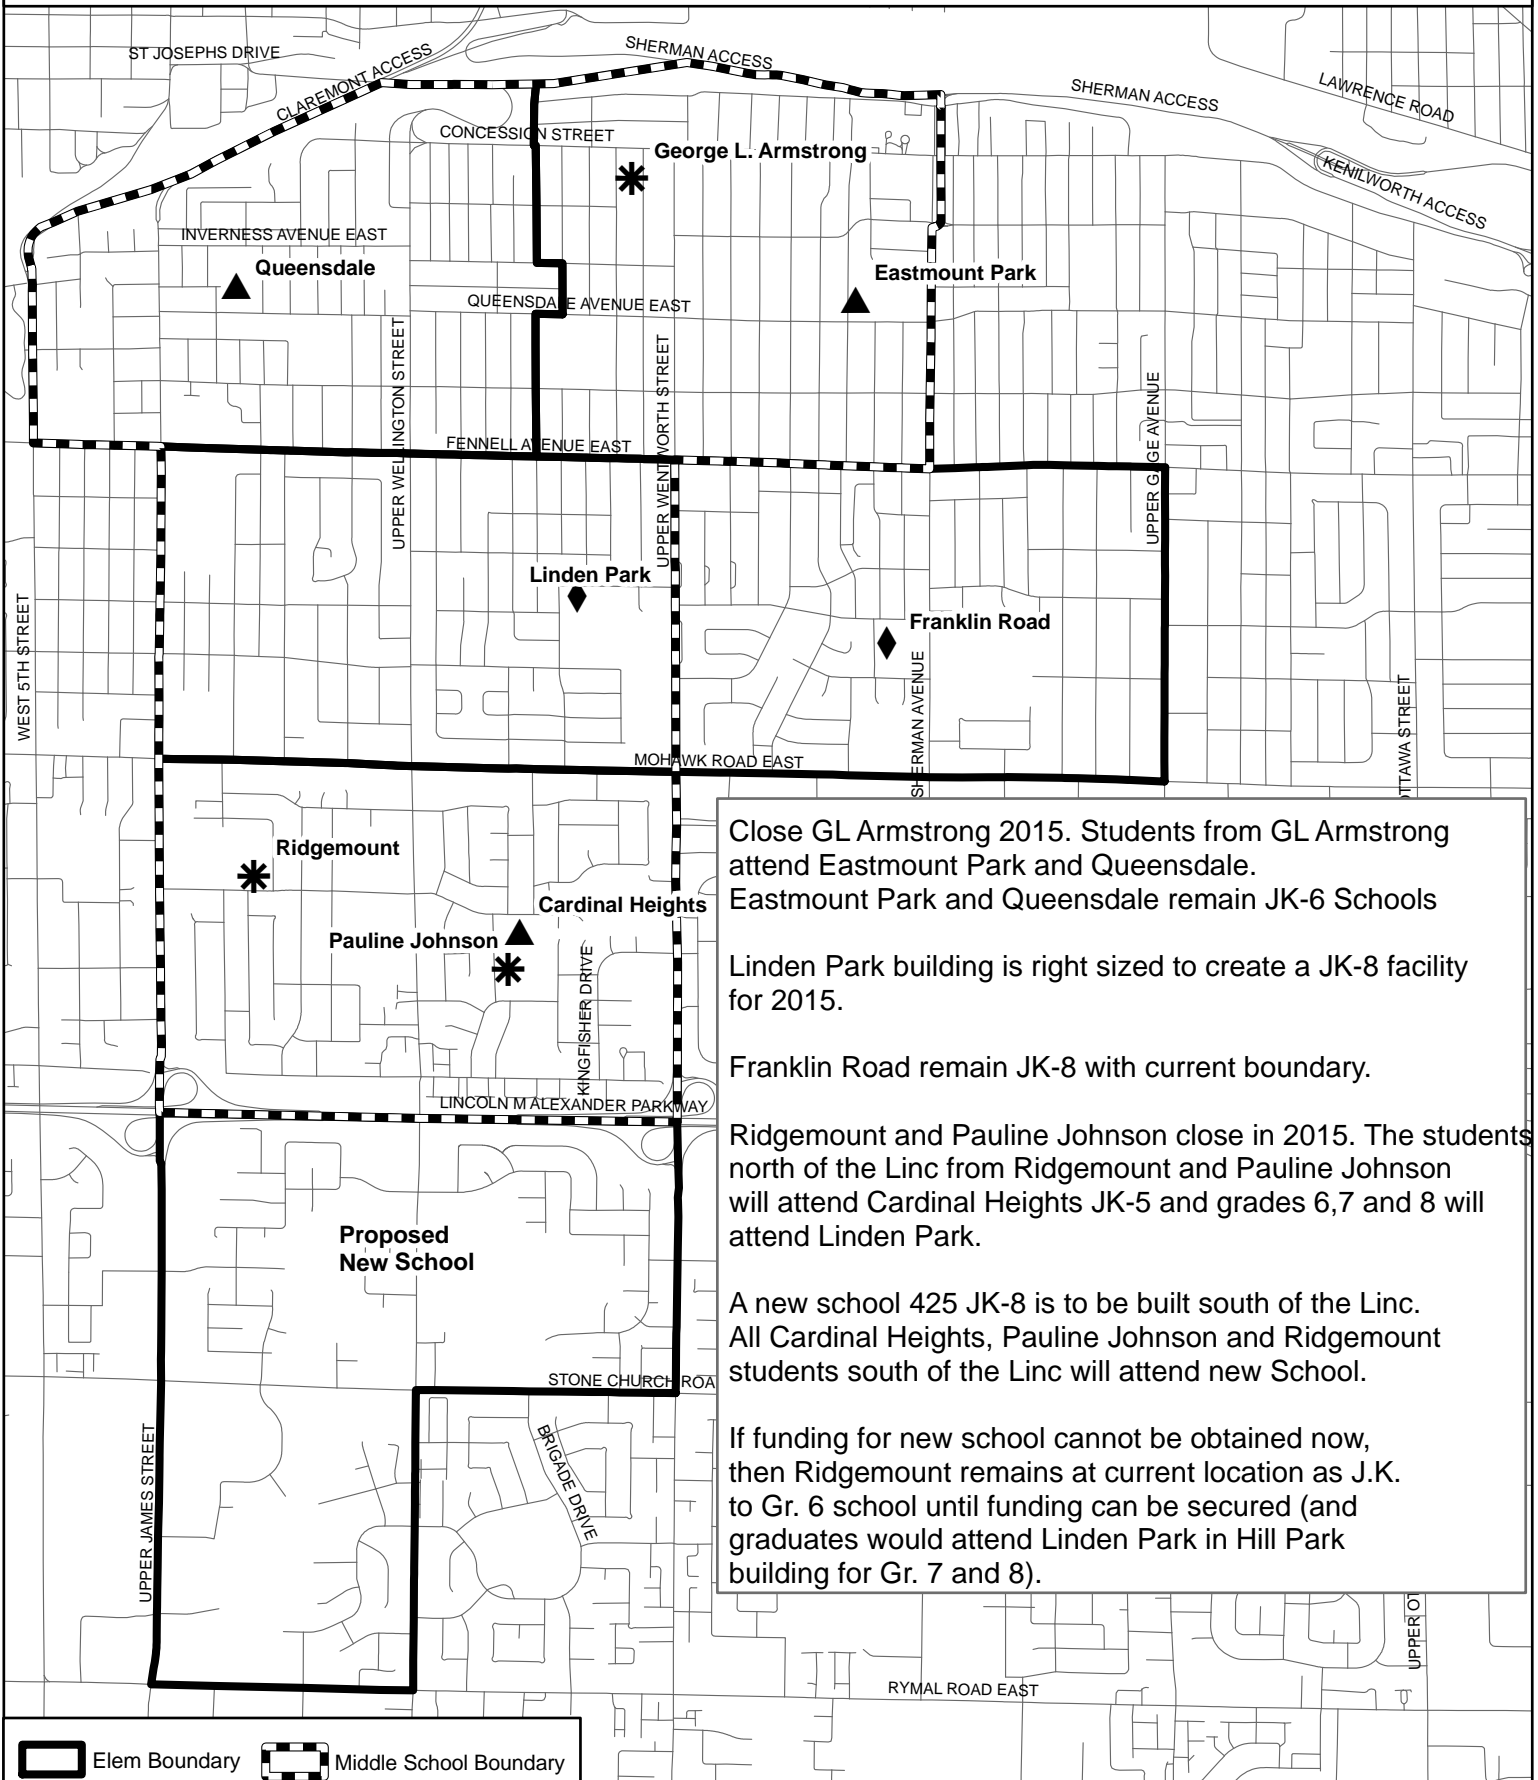 ST JOSEPHS DRIVE
CLAREMONT ACCESS
SHERMAN ACCESS
SHERMAN ACCESS
LAWRENCE ROAD
KENILWORTH ACCESS
CONCESSION STREET
George L. Armstrong
INVERNESS AVENUE EAST
Queensdale
Eastmount Park
QUEENSDALE AVENUE EAST
UPPER WELLINGTON STREET
UPPER WENTWORTH STREET
UPPER GAGE AVENUE
FENNELL AVENUE EAST
Linden Park
Franklin Road
WEST 5TH STREET
SHERMAN AVENUE
OTTAWA STREET
MOHAWK ROAD EAST
Ridgemount
Cardinal Heights
Pauline Johnson
KINGFISHER DRIVE
LINCOLN M ALEXANDER PARKWAY
Proposed
New School
STONE CHURCH ROA
BRIGADE DRIVE
UPPER JAMES STREET
Close GL Armstrong 2015. Students from GL Armstrong
attend Eastmount Park and Queensdale.
Eastmount Park and Queensdale remain JK-6 Schools
Linden Park building is right sized to create a JK-8 facility
for 2015.
Franklin Road remain JK-8 with current boundary.
Ridgemount and Pauline Johnson close in 2015. The students
north of the Linc from Ridgemount and Pauline Johnson
will attend Cardinal Heights JK-5 and grades 6,7 and 8 will
attend Linden Park.
A new school 425 JK-8 is to be built south of the Linc.
All Cardinal Heights, Pauline Johnson and Ridgemount
students south of the Linc will attend new School.
If funding for new school cannot be obtained now,
then Ridgemount remains at current location as J.K.
to Gr. 6 school until funding can be secured (and
graduates would attend Linden Park in Hill Park
building for Gr. 7 and 8).
UPPER OT
RYMAL ROAD EAST
Elem Boundary
Middle School Boundary